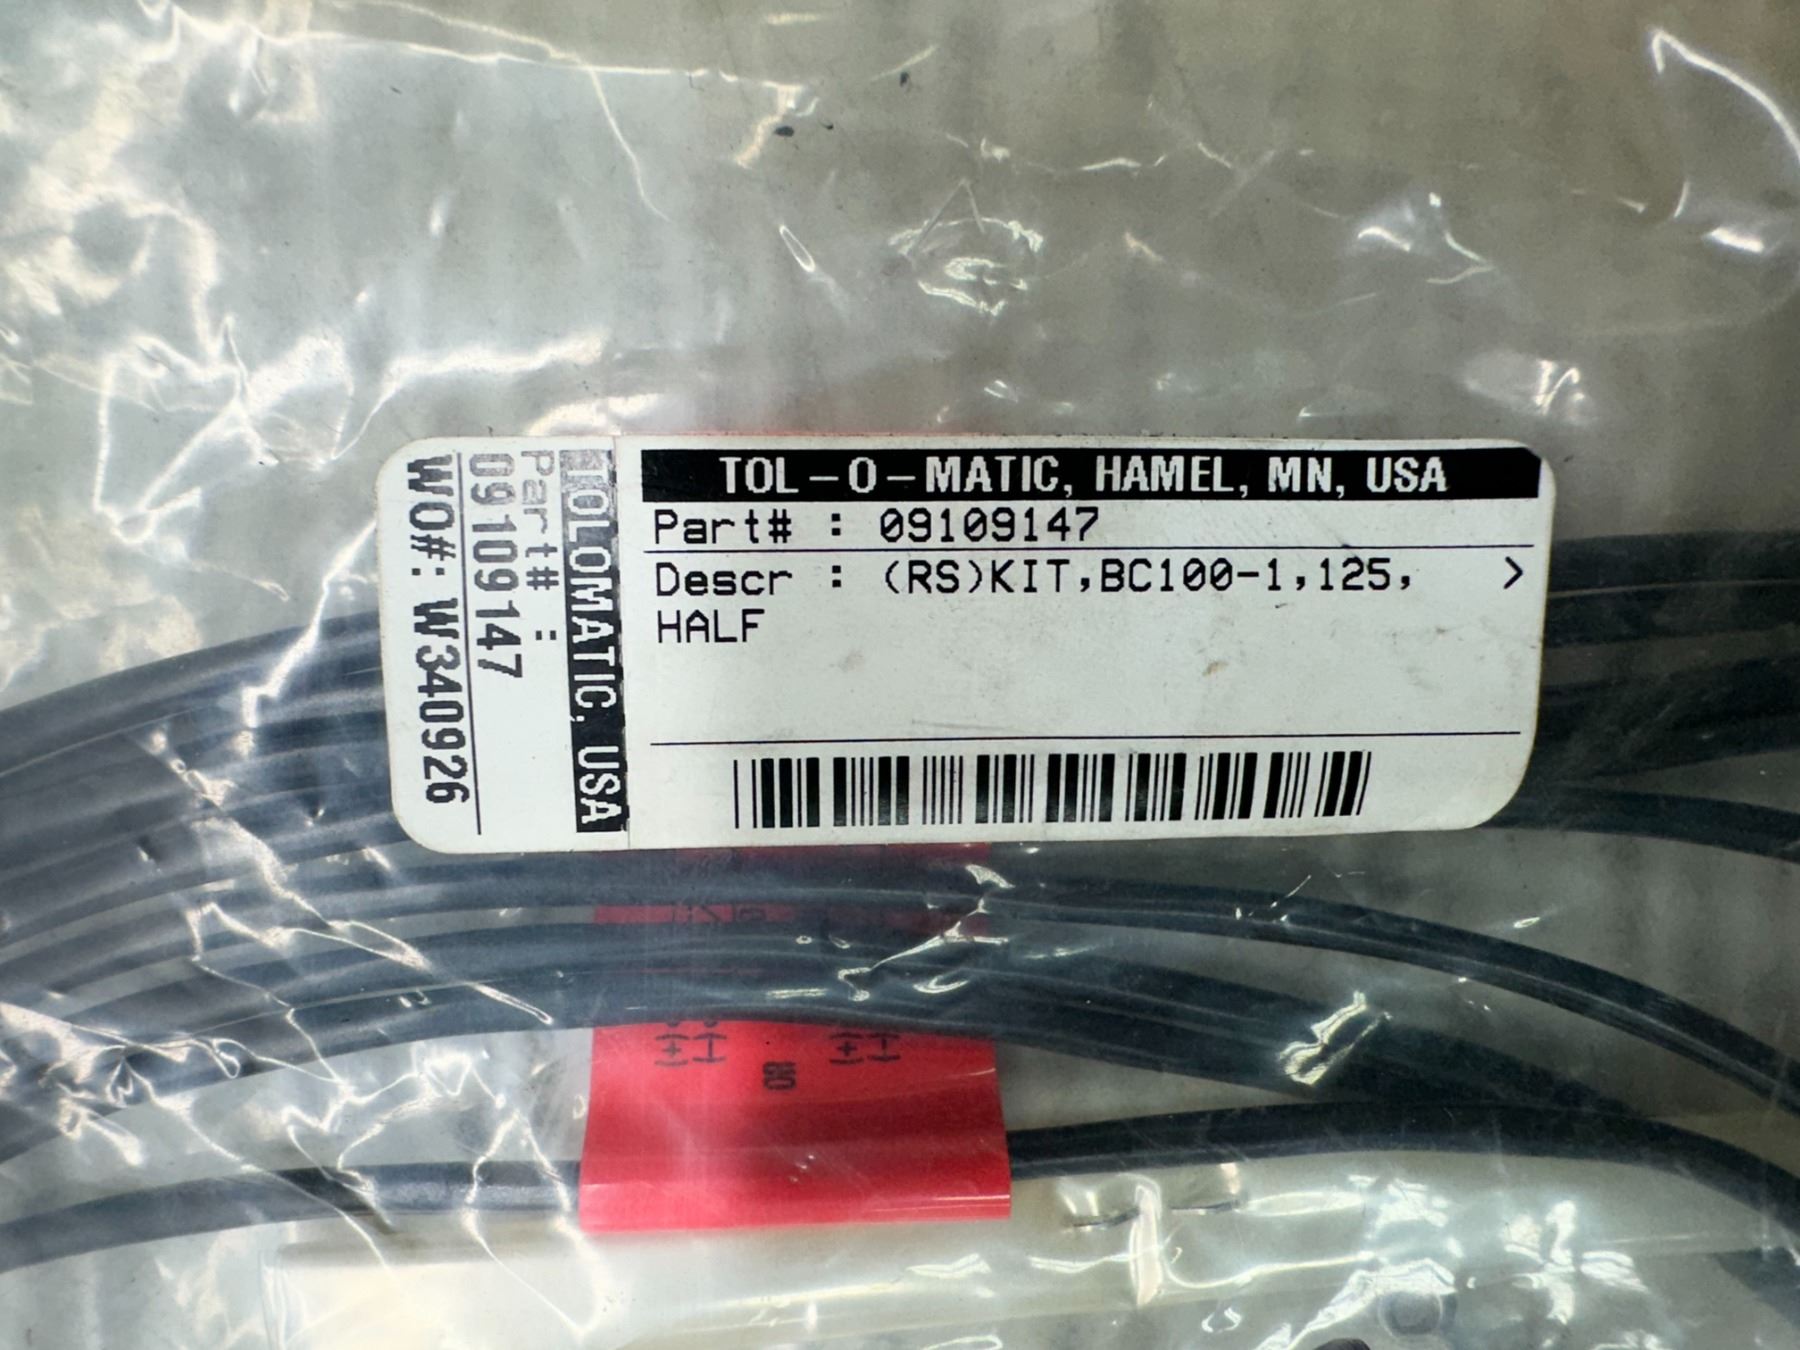 TOL-O-MATIC, HAMEL, MN, USA
Part# : 09109147
Descr : (RS)KIT,BC100-1,125, >
HALF
TOLOMATIC, USA
Part# :
09109147
WO#: W340926